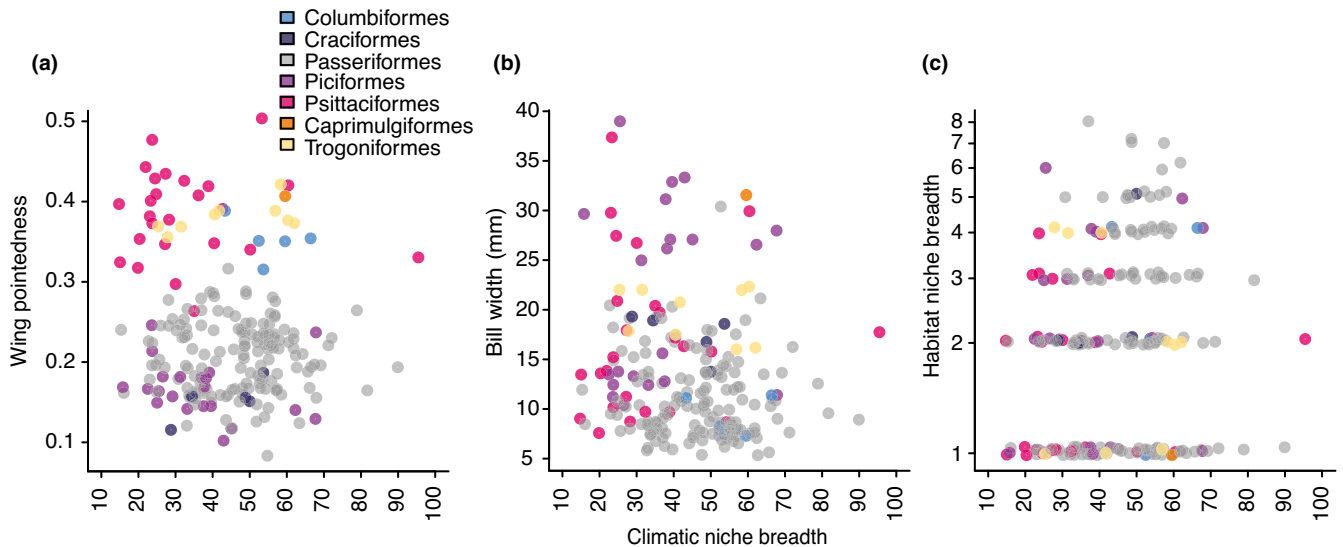 Columbiformes
Craciformes
Passeriformes
Piciformes
Psittaciformes
Caprimulgiformes
Trogoniformes
(a)
Wing pointedness
0.5
0.4
0.3
0.2
0.1
10 20 30 40 50 60 70 80 90 100
(b)
Bill width (mm)
40
35
30
25
20
15
10
5
10 20 30 40 50 60 70 80 90 100
Climatic niche breadth
(c)
Habitat niche breadth
8
7
6
5
4
3
2
1
10 20 30 40 50 60 70 80 90 100